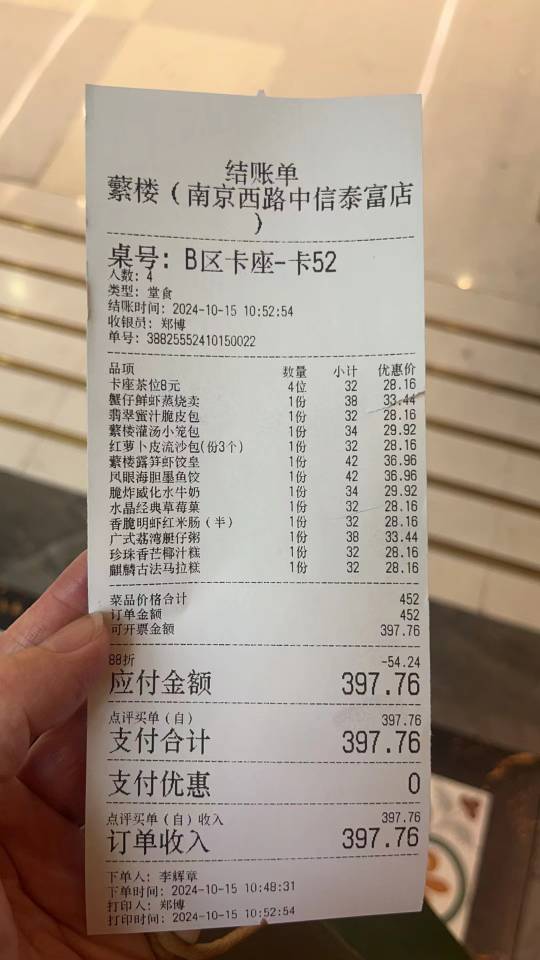 结账单
蘩楼（南京西路中信泰富店
）
桌号: B区卡座-卡52
人数: 4
类型: 堂食
结账时间: 2024-10-15 10:52:54
收银员: 郑博
单号: 38825552410150022
品项 数量 小计 优惠价
卡座茶位8元 4位 32 28.16
蟹仔鲜虾蒸烧卖 1份 38 33.44
翡翠蜜汁脆皮包 1份 32 28.16
蘩楼灌汤小笼包 1份 34 29.92
红萝卜皮流沙包(份3个) 1份 32 28.16
蘩楼露笋虾饺皇 1份 42 36.96
凤眼海胆墨鱼饺 1份 42 36.96
脆炸威化水牛奶 1份 34 29.92
水晶经典草莓菓 1份 32 28.16
香脆明虾红米肠（半） 1份 32 28.16
广式荔湾艇仔粥 1份 38 33.44
珍珠香芒椰汁糕 1份 32 28.16
麒麟古法马拉糕 1份 32 28.16
菜品价格合计 452
订单金额 452
可开票金额 397.76
88折 -54.24
应付金额 397.76
点评买单（自） 397.76
支付合计 397.76
支付优惠 0
点评买单（自）收入 397.76
订单收入 397.76
下单人: 李辉章
下单时间: 2024-10-15 10:48:31
打印人: 郑博
打印时间: 2024-10-15 10:52:54